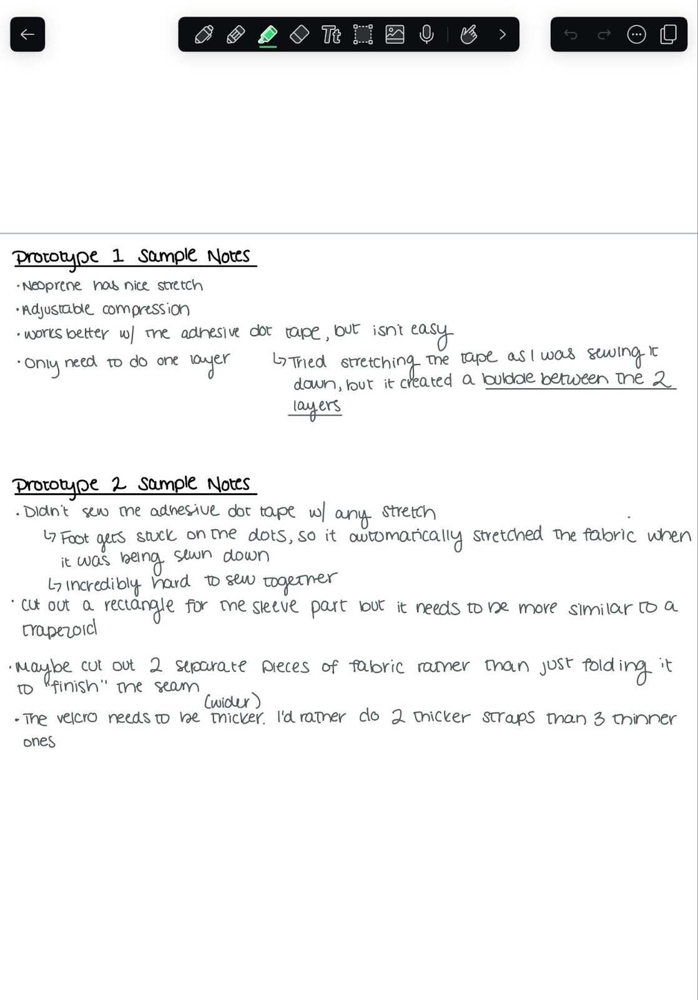 Tt
Prototype 1 Sample Notes
· Neoprene has nice stretch
· Adjustable compression
· Works better w/ the adhesive dot tape, but isn't easy
· Only need to do one layer
↳ Tried stretching the tape as I was sewing it
down, but it created a bubble between the 2
layers
Prototype 2 Sample Notes
· Didn't sew the adhesive dot tape w/ any stretch
↳ Foot gets stuck on the dots, so it automatically stretched the fabric when
it was being sewn down
↳ Incredibly hard to sew together
· Cut out a rectangle for the sleeve part but it needs to be more similar to a
trapezoid
· Maybe cut out 2 separate pieces of fabric rather than just folding it
to "finish" the seam
(wider)
· The velcro needs to be thicker. I'd rather do 2 thicker straps than 3 thinner
ones